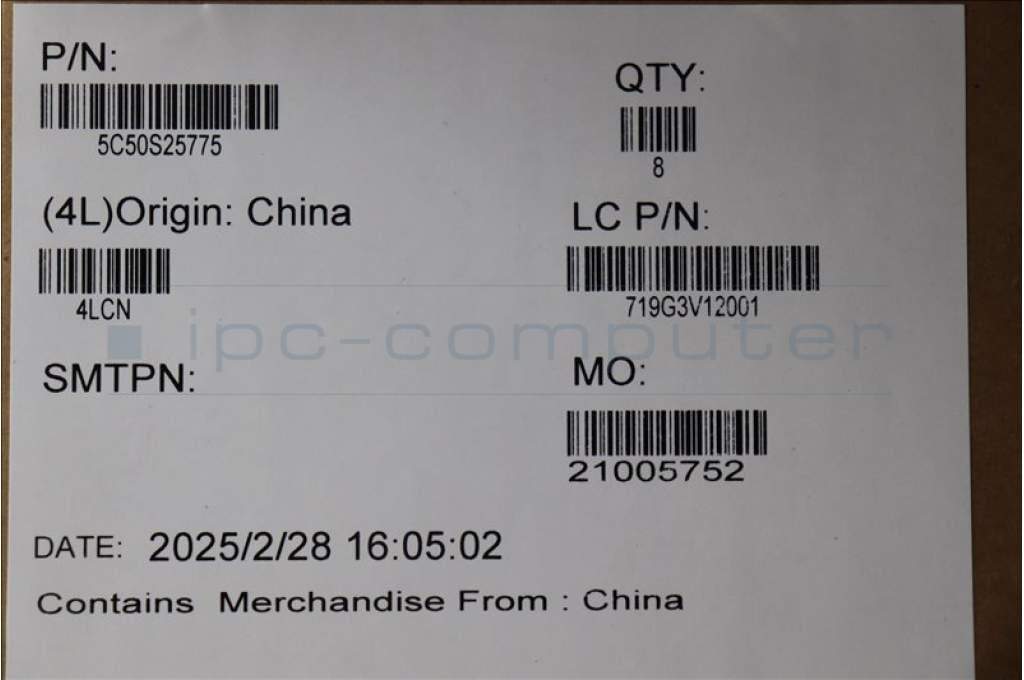 P/N:
5C50S25775
QTY:
8
(4L)Origin: China
4LCN
LC P/N:
719G3V12001
ipc-computer
SMTPN:
MO:
21005752
DATE: 2025/2/28 16:05:02
Contains Merchandise From : China